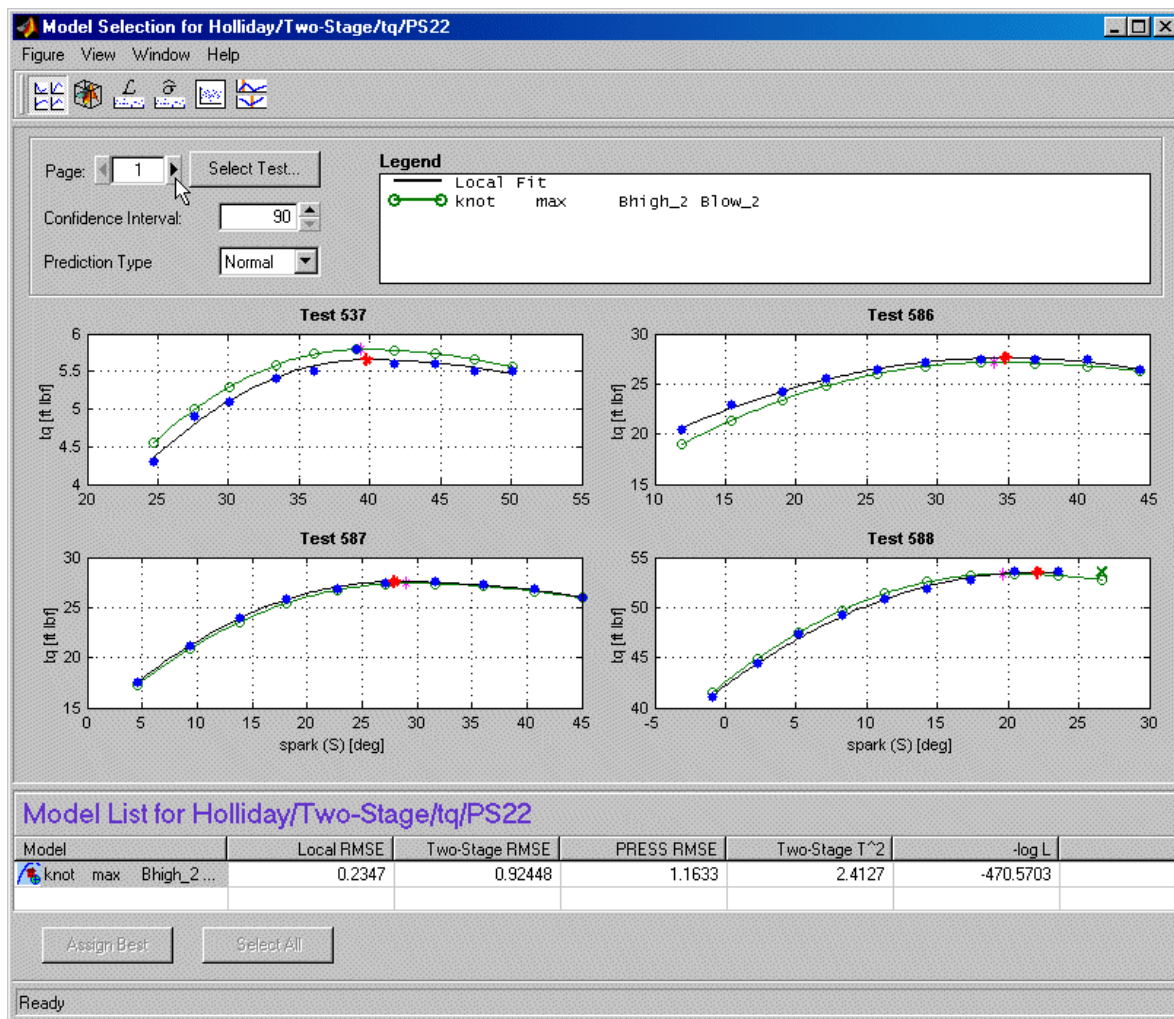 Model Selection for Holliday/Two-Stage/tq/PS22
Figure View Window Help
Page: 1 Select Test...
Confidence Interval: 90
Prediction Type Normal
Legend
Local Fit
knot max Bhigh_2 Blow_2
Test 537
tq [ft lbf]
6
5.5
5
4.5
4
20 25 30 35 40 45 50 55
Test 586
tq [ft lbf]
30
25
20
15
10 15 20 25 30 35 40 45
Test 587
tq [ft lbf]
30
25
20
15
0 5 10 15 20 25 30 35 40 45
spark (S) [deg]
Test 588
tq [ft lbf]
55
50
45
40
-5 0 5 10 15 20 25 30
spark (S) [deg]
Model List for Holliday/Two-Stage/tq/PS22
Model Local RMSE Two-Stage RMSE PRESS RMSE Two-Stage T^2 -log L
knot max Bhigh_2 ... 0.2347 0.92448 1.1633 2.4127 -470.5703
Assign Best Select All
Ready